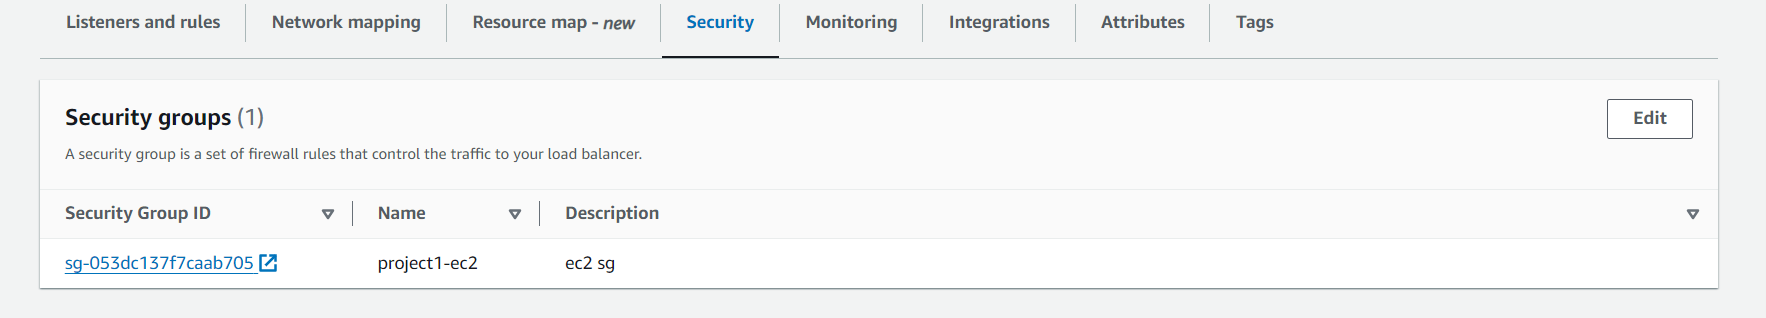 Listeners and rules Network mapping Resource map - new Security Monitoring Integrations Attributes Tags
Security groups (1) Edit
A security group is a set of firewall rules that control the traffic to your load balancer.
Security Group ID Name Description
sg-053dc137f7caab705 project1-ec2 ec2 sg